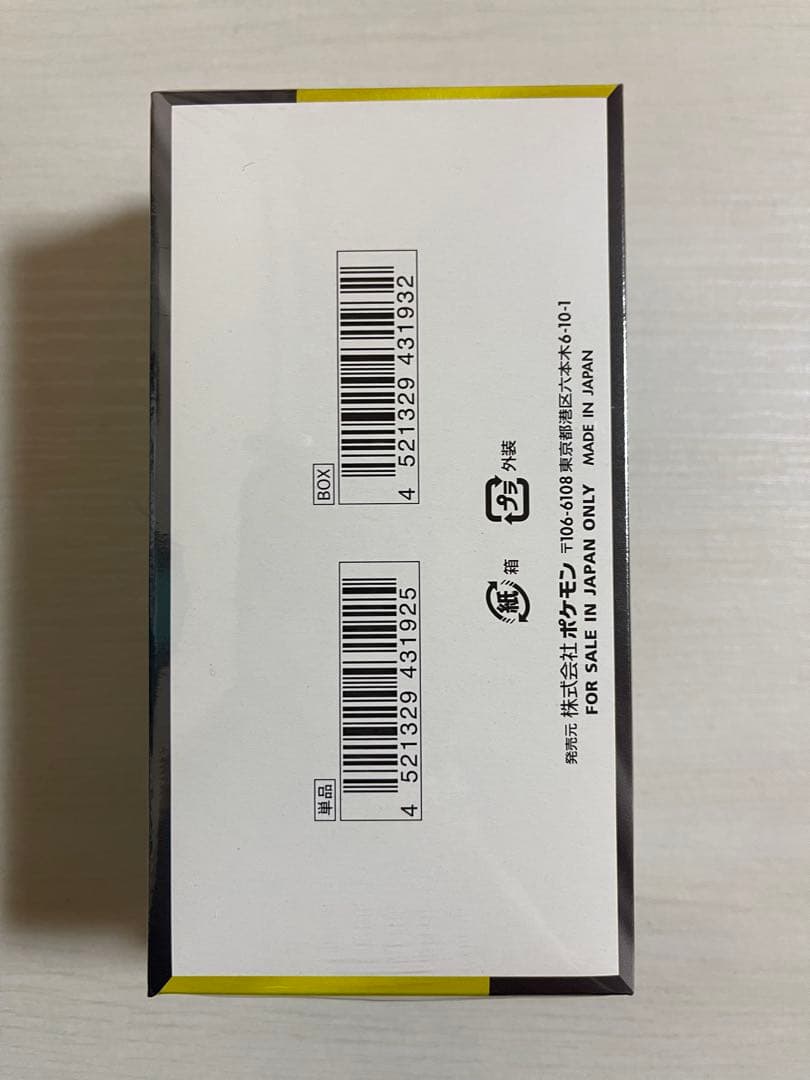 単品
4 521329 431925
BOX
4 521329 431932
紙 箱
プラ 外装
発売元 株式会社 ポケモン 〒106-6108 東京都港区六本木6-10-1
FOR SALE IN JAPAN ONLY MADE IN JAPAN